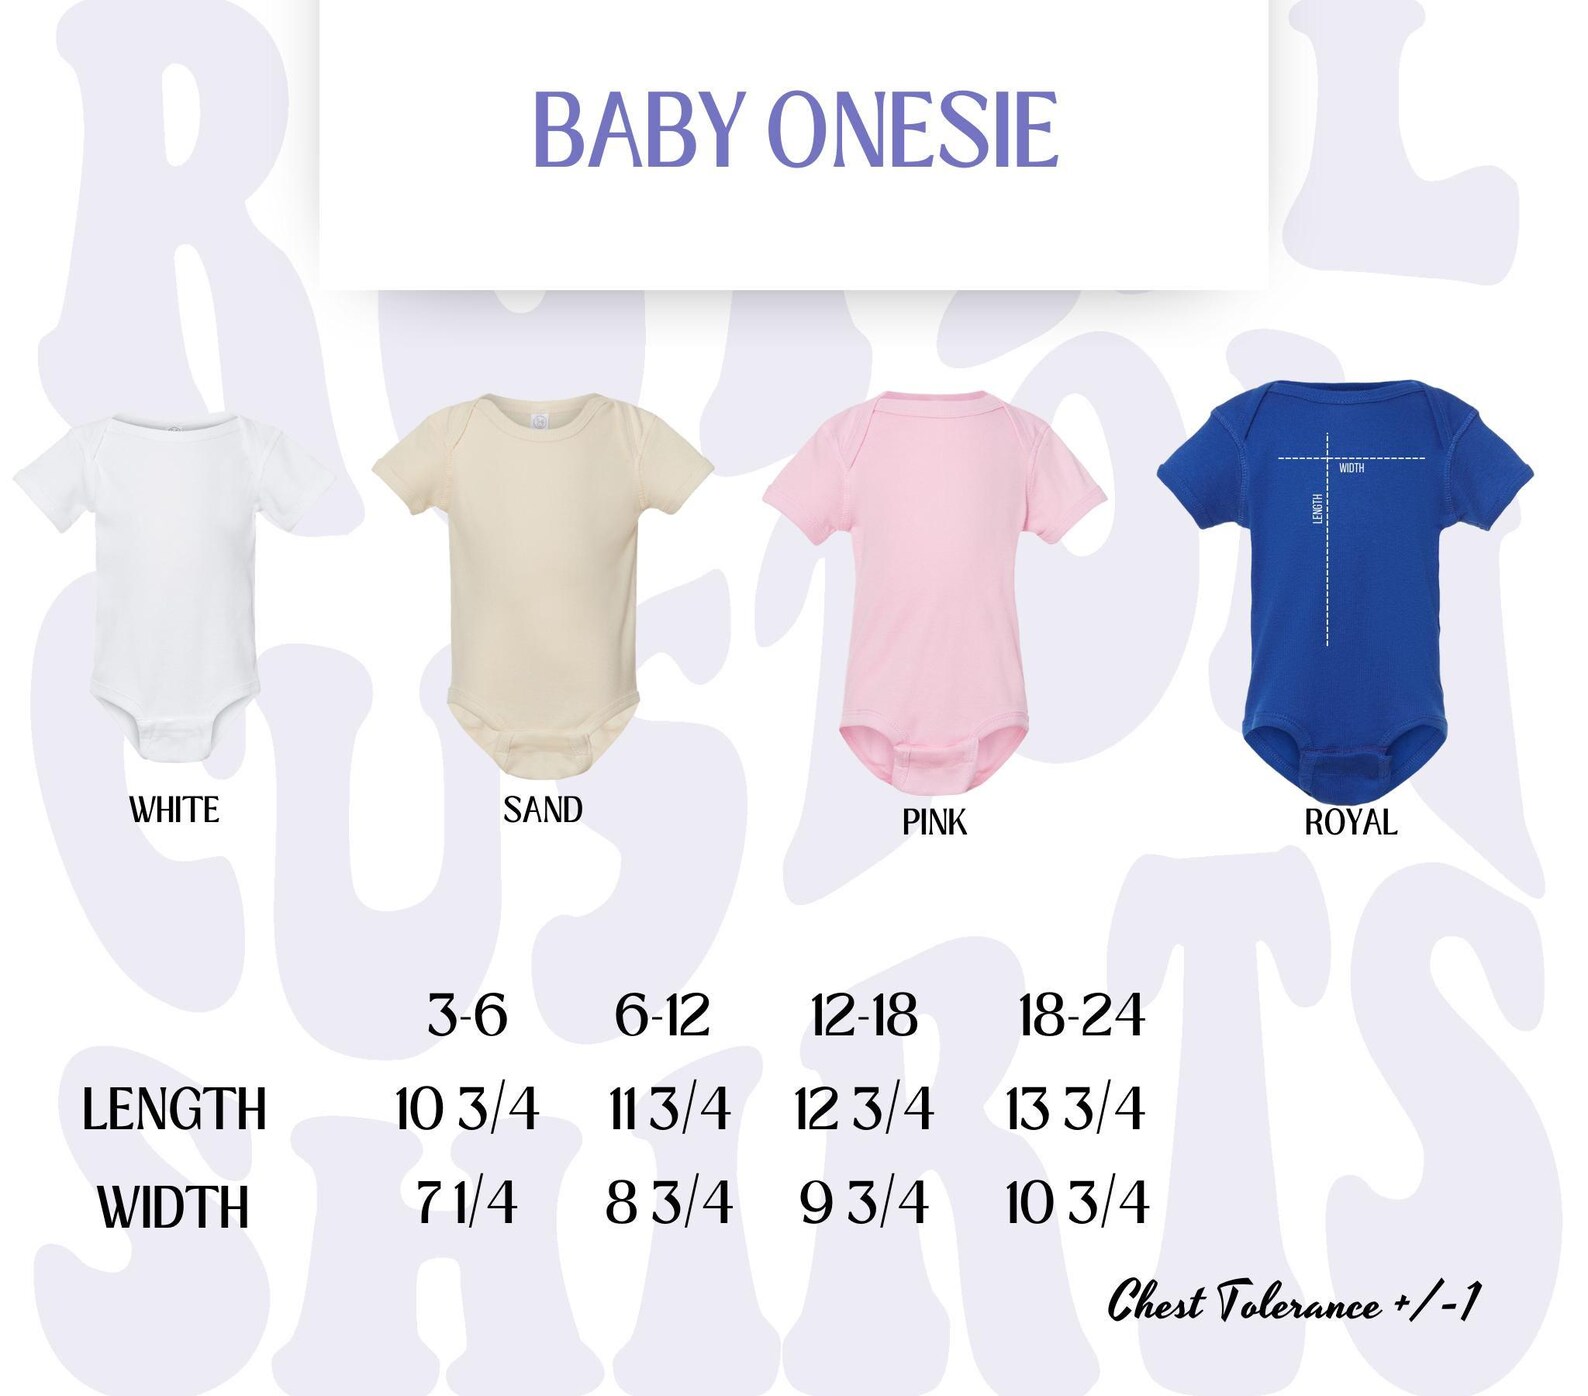 BABY ONESIE
WIDTH
LENGTH
WHITE
SAND
PINK
ROYAL
3-6 6-12 12-18 18-24
LENGTH 10 3/4 11 3/4 12 3/4 13 3/4
WIDTH 7 1/4 8 3/4 9 3/4 10 3/4
Chest Tolerance +/-1
CUSTOM
SHIRTS